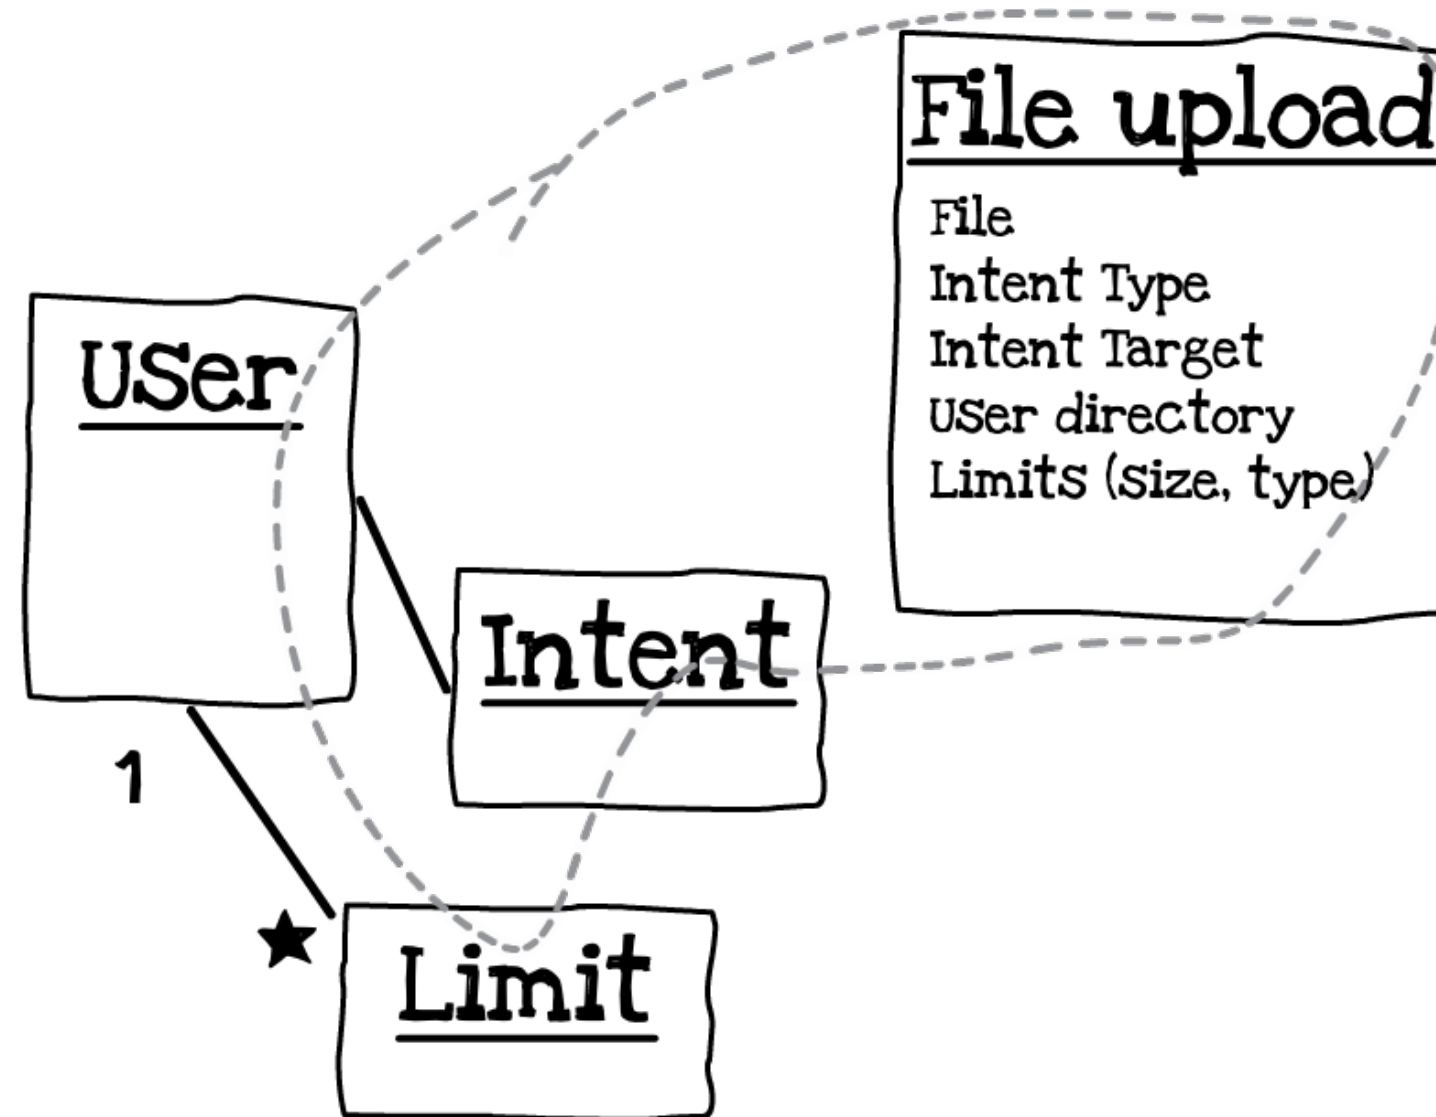 File upload
File
Intent Type
Intent Target
User directory
Limits (size, type)
User
Intent
1
Limit